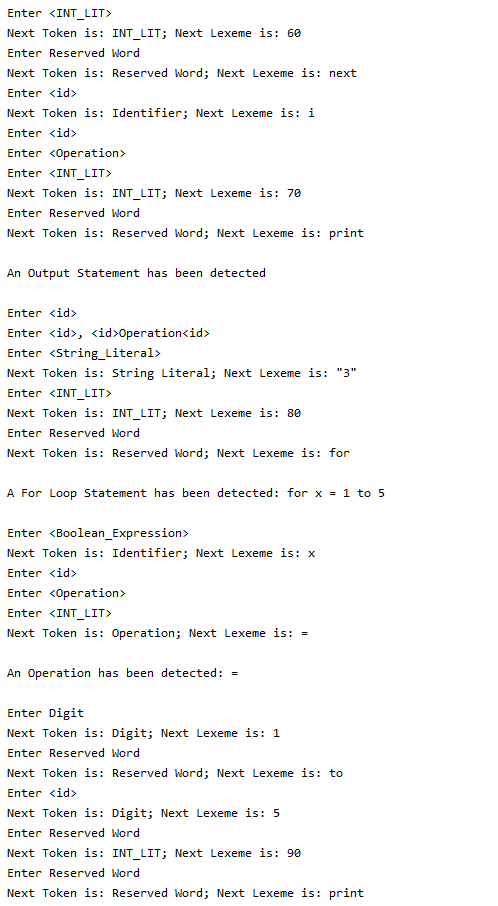 Enter <INT_LIT>
Next Token is: INT_LIT; Next Lexeme is: 60
Enter Reserved Word
Next Token is: Reserved Word; Next Lexeme is: next
Enter <id>
Next Token is: Identifier; Next Lexeme is: i
Enter <id>
Enter <Operation>
Enter <INT_LIT>
Next Token is: INT_LIT; Next Lexeme is: 70
Enter Reserved Word
Next Token is: Reserved Word; Next Lexeme is: print
An Output Statement has been detected
Enter <id>
Enter <id>, <id>Operation<id>
Enter <String_Literal>
Next Token is: String Literal; Next Lexeme is: "3"
Enter <INT_LIT>
Next Token is: INT_LIT; Next Lexeme is: 80
Enter Reserved Word
Next Token is: Reserved Word; Next Lexeme is: for
A For Loop Statement has been detected: for x = 1 to 5
Enter <Boolean_Expression>
Next Token is: Identifier; Next Lexeme is: x
Enter <id>
Enter <Operation>
Enter <INT_LIT>
Next Token is: Operation; Next Lexeme is: =
An Operation has been detected: =
Enter Digit
Next Token is: Digit; Next Lexeme is: 1
Enter Reserved Word
Next Token is: Reserved Word; Next Lexeme is: to
Enter <id>
Next Token is: Digit; Next Lexeme is: 5
Enter Reserved Word
Next Token is: INT_LIT; Next Lexeme is: 90
Enter Reserved Word
Next Token is: Reserved Word; Next Lexeme is: print